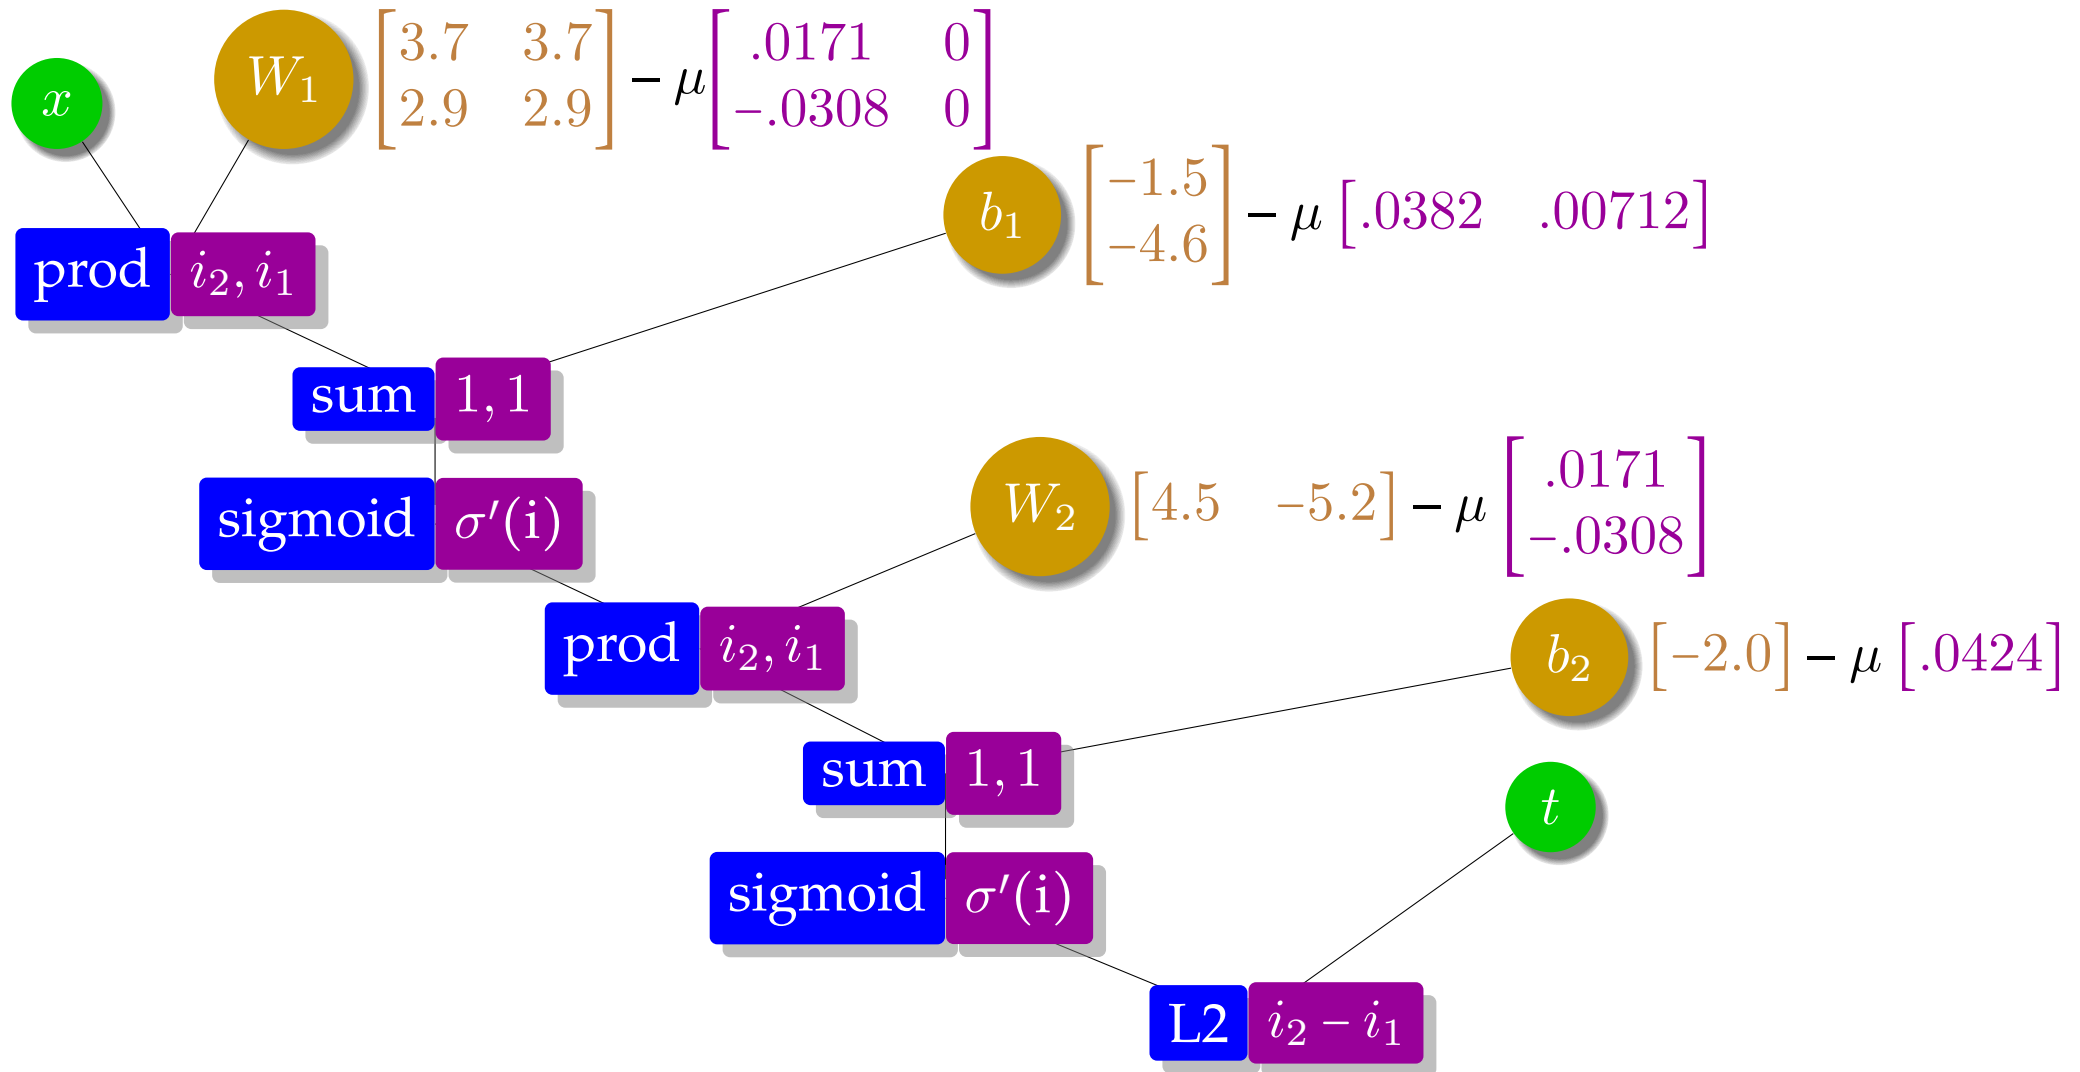 x
W₁ [3.7 3.7; 2.9 2.9] – μ [.0171 0; –.0308 0]
b₁ [–1.5; –4.6] – μ [.0382 .00712]
prod i₂, i₁
sum 1, 1
sigmoid σ′(i)
W₂ [4.5 –5.2] – μ [.0171; –.0308]
prod i₂, i₁
b₂ [–2.0] – μ [.0424]
sum 1, 1
t
sigmoid σ′(i)
L2 i₂ – i₁